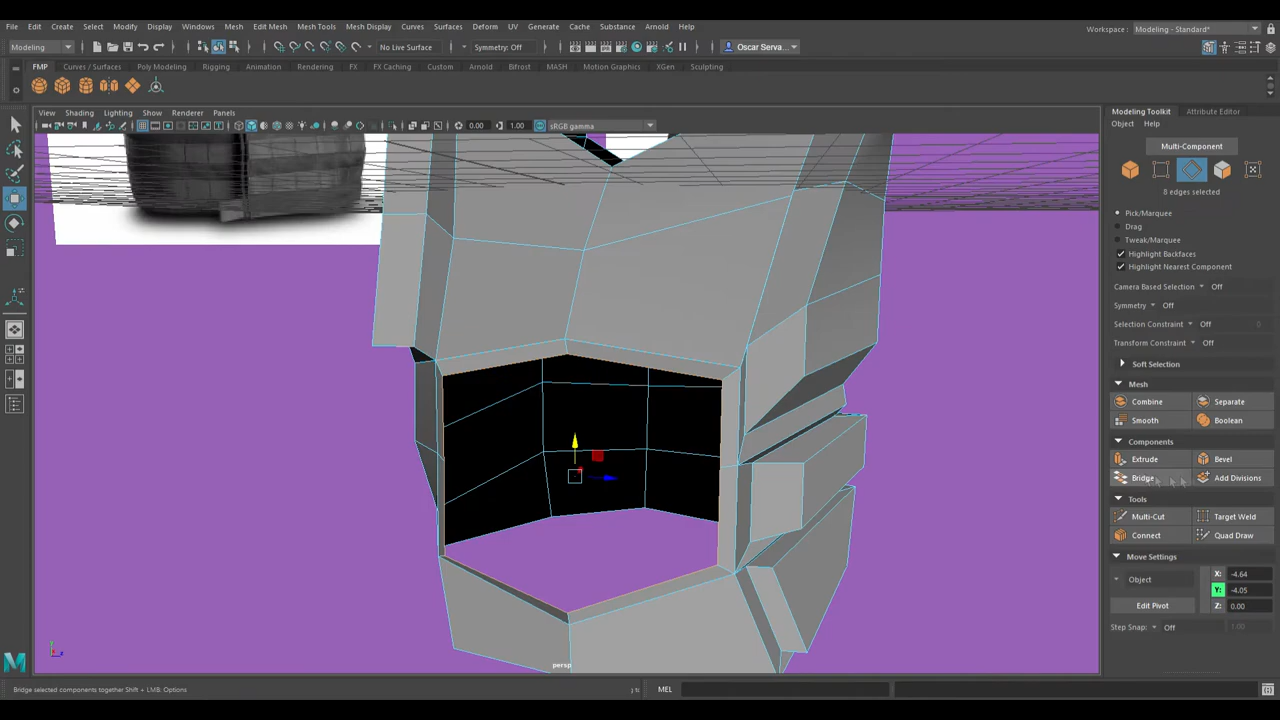 File Edit Create Select Modify Display Windows Mesh Edit Mesh Mesh Tools Mesh Display Curves Surfaces Deform UV Generate Cache Substance Arnold Help
Workspace : Modeling - Standard*
Modeling No Live Surface Symmetry: Off Oscar Serva...
FMP Curves / Surfaces Poly Modeling Rigging Animation Rendering FX FX Caching Custom Arnold Bifrost MASH Motion Graphics XGen Sculpting
View Shading Lighting Show Renderer Panels
0.00 1.00 sRGB gamma
Modeling Toolkit Attribute Editor
Object Help
Multi-Component
8 edges selected
Pick/Marquee
Drag
Tweak/Marquee
Highlight Backfaces
Highlight Nearest Component
Camera Based Selection Off
Symmetry Off
Selection Constraint Off 0
Transform Constraint Off
Soft Selection
Mesh
Combine Separate
Smooth Boolean
Components
Extrude Bevel
Bridge Add Divisions
Tools
Multi-Cut Target Weld
Connect Quad Draw
Move Settings
Object X: -4.64
Y: -4.05
Edit Pivot Z: 0.00
Step Snap: Off 1.00
persp
Bridge selected components together Shift + LMB: Options
MEL